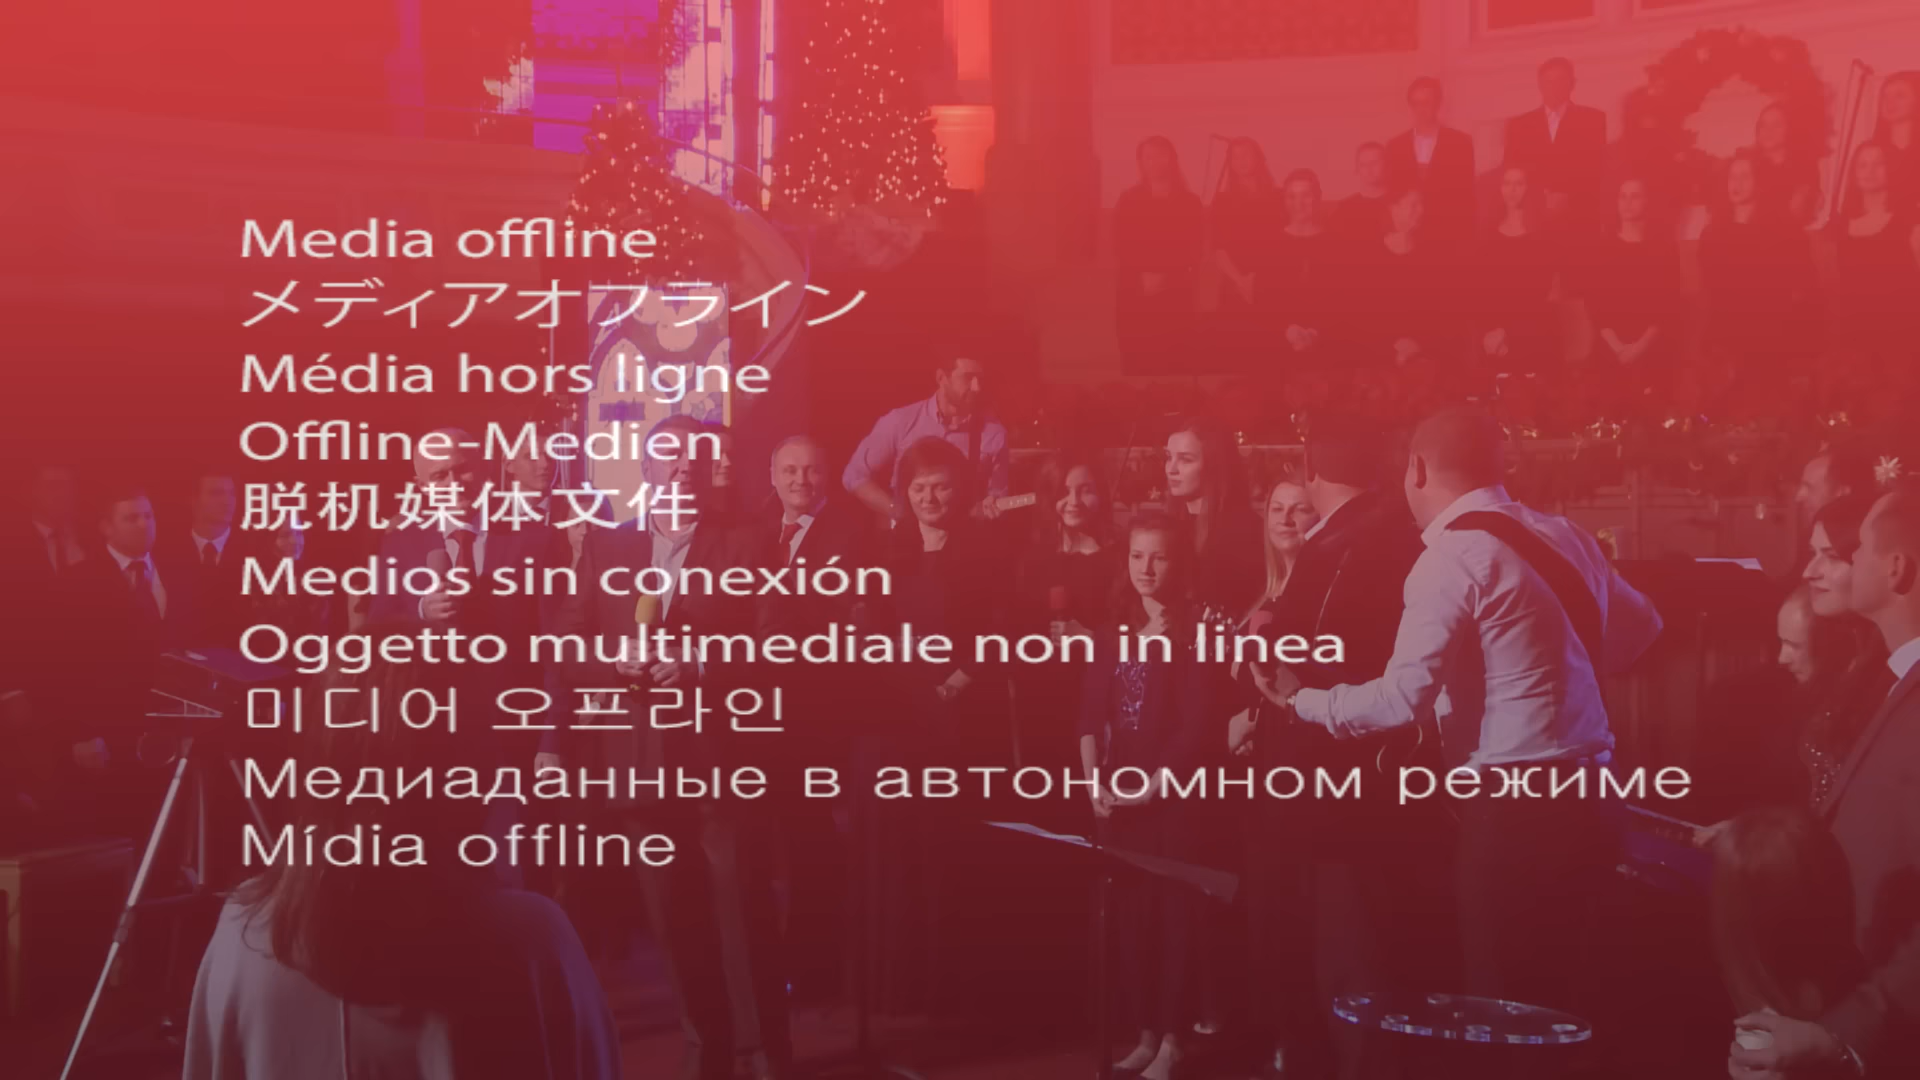 Media offline
メディアオフライン
Média hors ligne
Offline-Medien
脱机媒体文件
Medios sin conexión
Oggetto multimediale non in linea
미디어 오프라인
Медиаданные в автономном режиме
Mídia offline